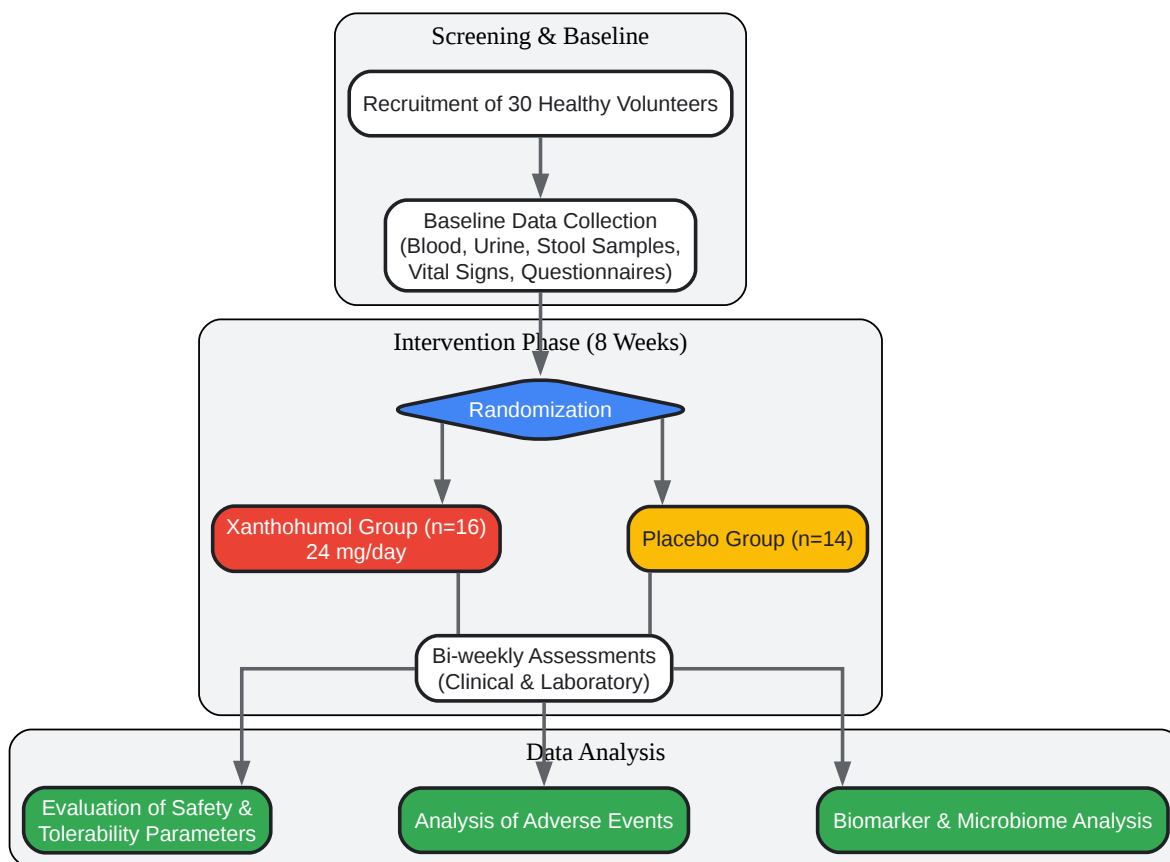 Screening & Baseline
Recruitment of 30 Healthy Volunteers
Baseline Data Collection
(Blood, Urine, Stool Samples,
Vital Signs, Questionnaires)
Intervention Phase (8 Weeks)
Randomization
Xanthohumol Group (n=16)
24 mg/day
Placebo Group (n=14)
Bi-weekly Assessments
(Clinical & Laboratory)
Data Analysis
Evaluation of Safety &
Tolerability Parameters
Analysis of Adverse Events
Biomarker & Microbiome Analysis